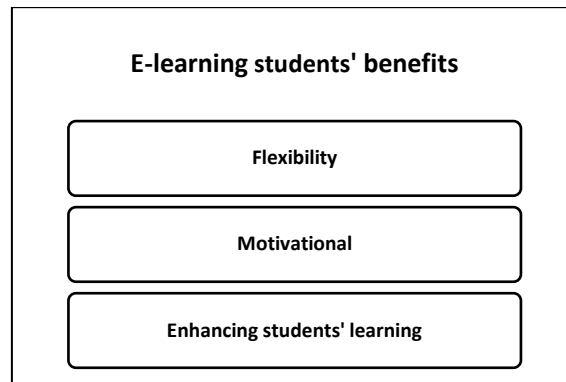 E-learning students' benefits
Flexibility
Motivational
Enhancing students' learning